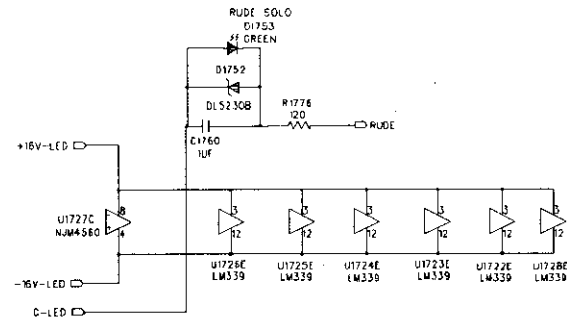 RUDE SOLO
D1753
GREEN
D1752
DL5230B
R1776
120
RUDE
C1760
1UF
+16V-LED
8
U1727C
NJM4560
4
3
12
3
12
3
12
3
12
3
12
3
12
U1726E
LM339
U1725E
LM339
U1724E
LM339
U1723E
LM339
U1722E
LM339
U1728E
LM339
-16V-LED
G-LED